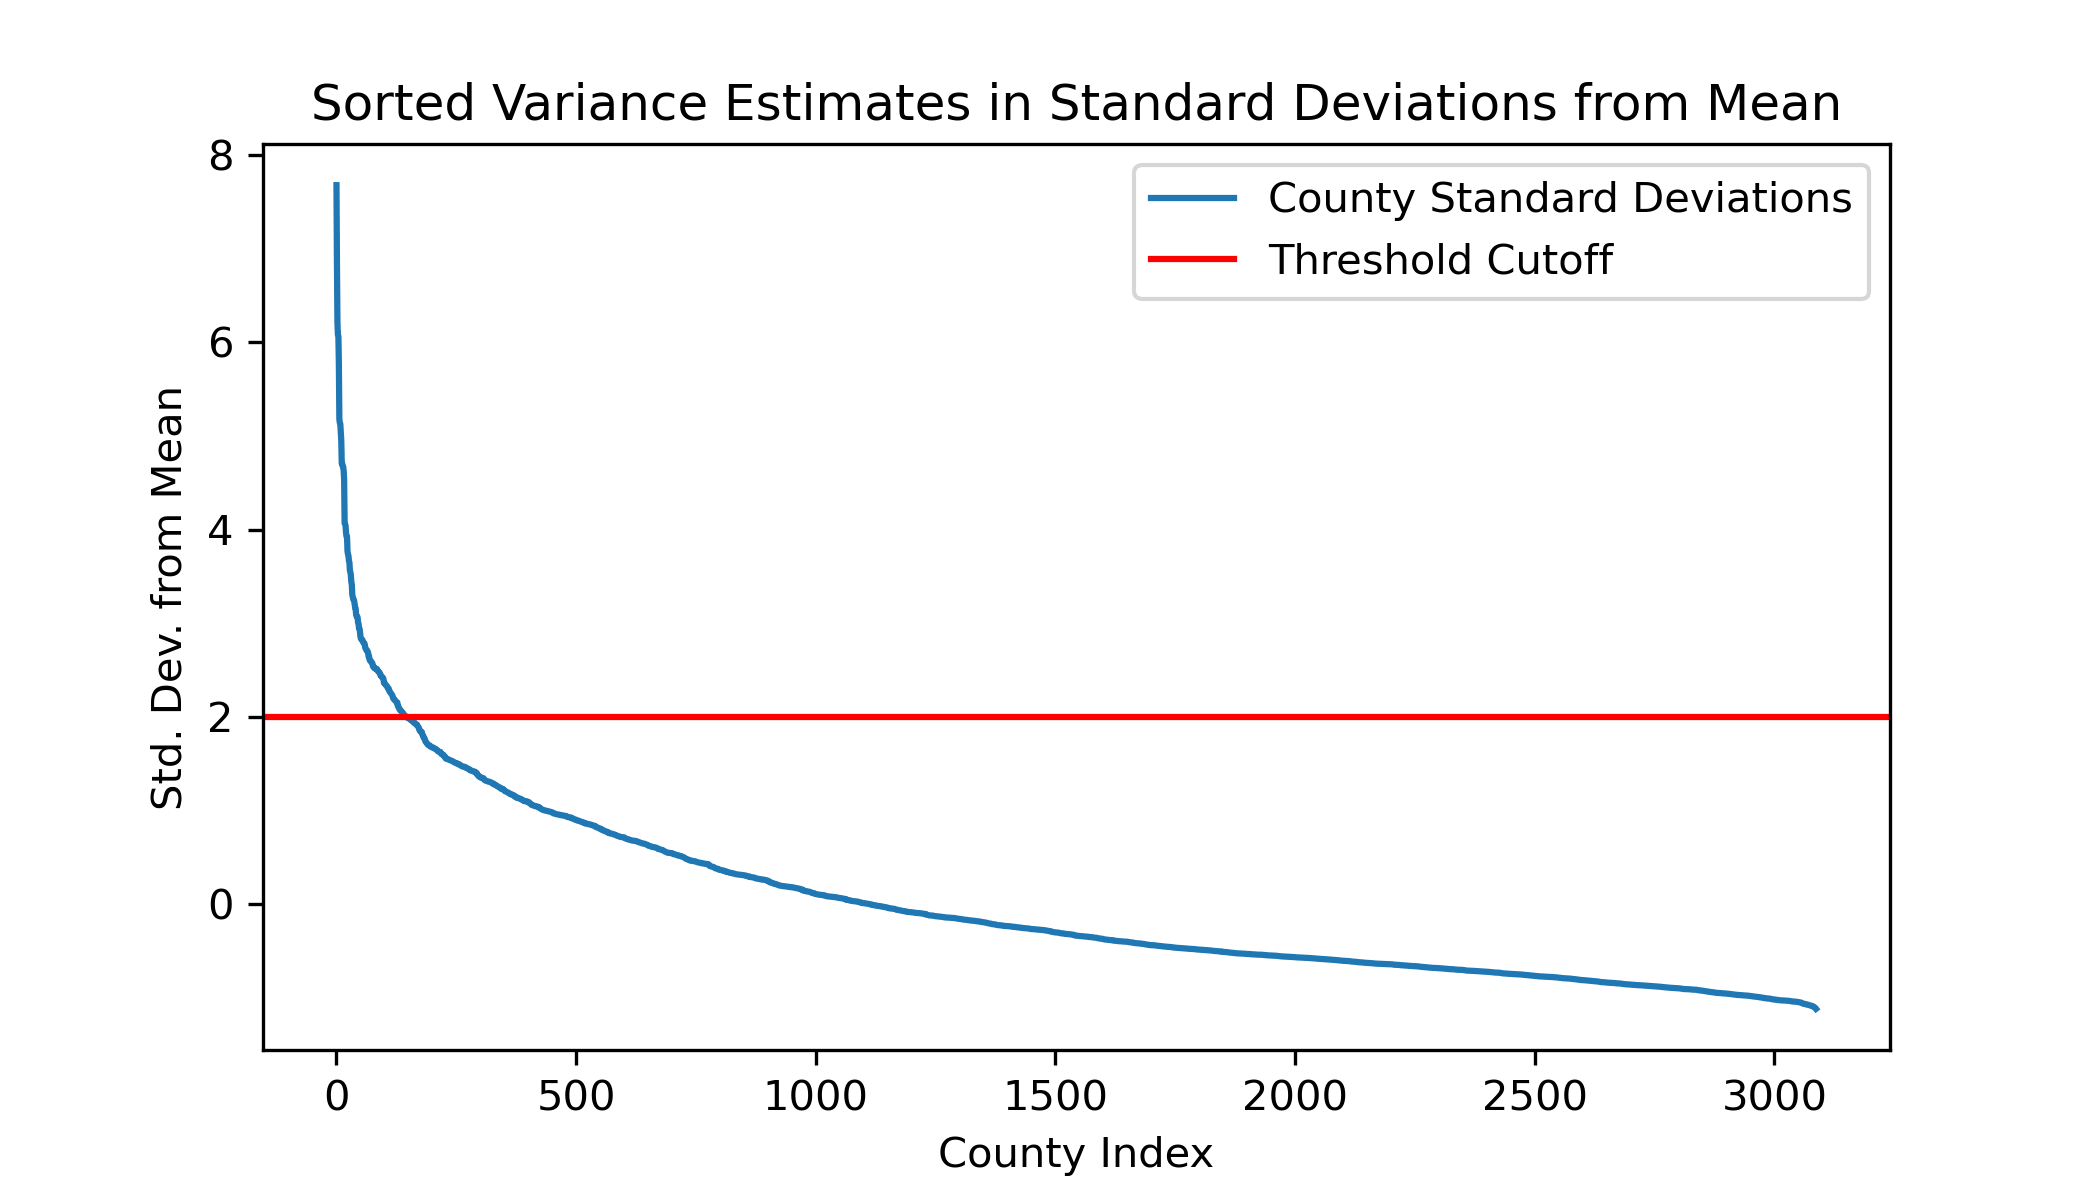 Sorted Variance Estimates in Standard Deviations from Mean
8
6
4
2
0
Std. Dev. from Mean
County Standard Deviations
Threshold Cutoff
0 500 1000 1500 2000 2500 3000
County Index